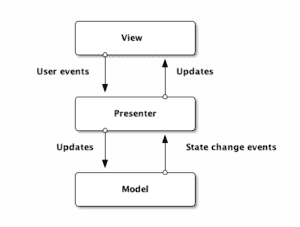 View
User events
Updates
Presenter
Updates
State change events
Model